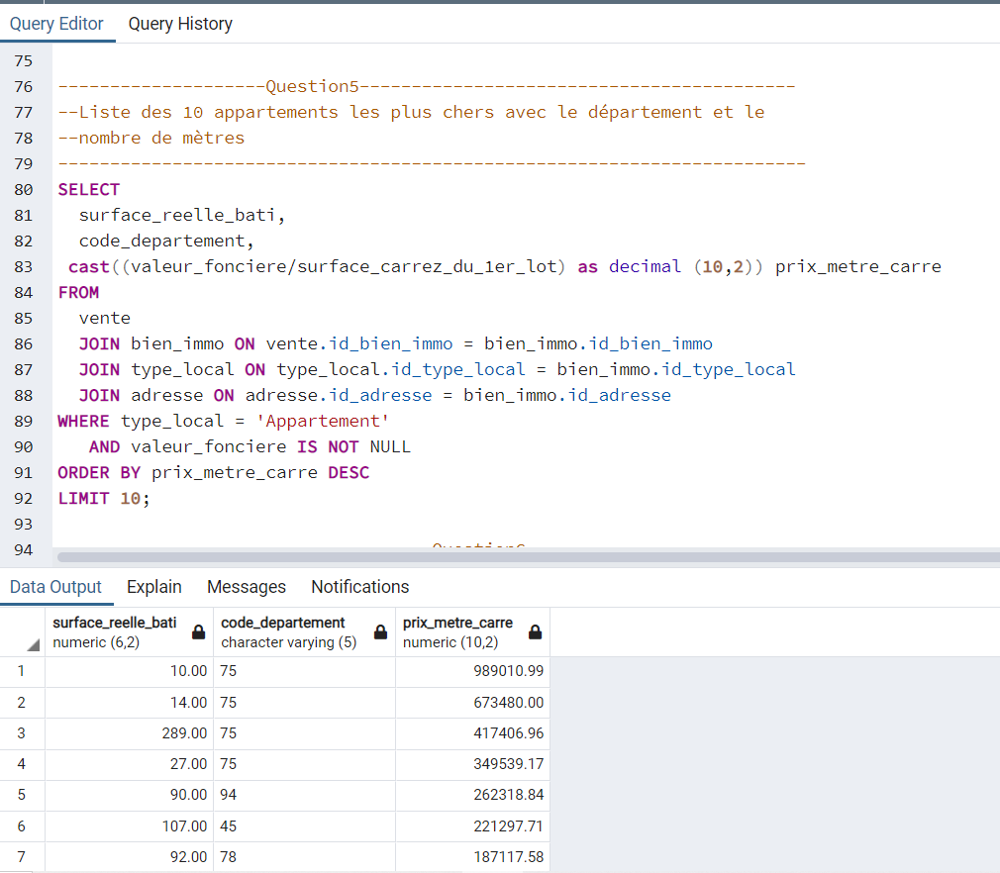 Query Editor Query History
75
76 --------------------Question5------------------------------------------
77 --Liste des 10 appartements les plus chers avec le département et le
78 --nombre de mètres
79 ------------------------------------------------------------------------
80 SELECT
81 surface_reelle_bati,
82 code_departement,
83 cast((valeur_fonciere/surface_carrez_du_1er_lot) as decimal (10,2)) prix_metre_carre
84 FROM
85 vente
86 JOIN bien_immo ON vente.id_bien_immo = bien_immo.id_bien_immo
87 JOIN type_local ON type_local.id_type_local = bien_immo.id_type_local
88 JOIN adresse ON adresse.id_adresse = bien_immo.id_adresse
89 WHERE type_local = 'Appartement'
90 AND valeur_fonciere IS NOT NULL
91 ORDER BY prix_metre_carre DESC
92 LIMIT 10;
93
94
Data Output Explain Messages Notifications
surface_reelle_bati code_departement prix_metre_carre
numeric (6,2) character varying (5) numeric (10,2)
1 10.00 75 989010.99
2 14.00 75 673480.00
3 289.00 75 417406.96
4 27.00 75 349539.17
5 90.00 94 262318.84
6 107.00 45 221297.71
7 92.00 78 187117.58